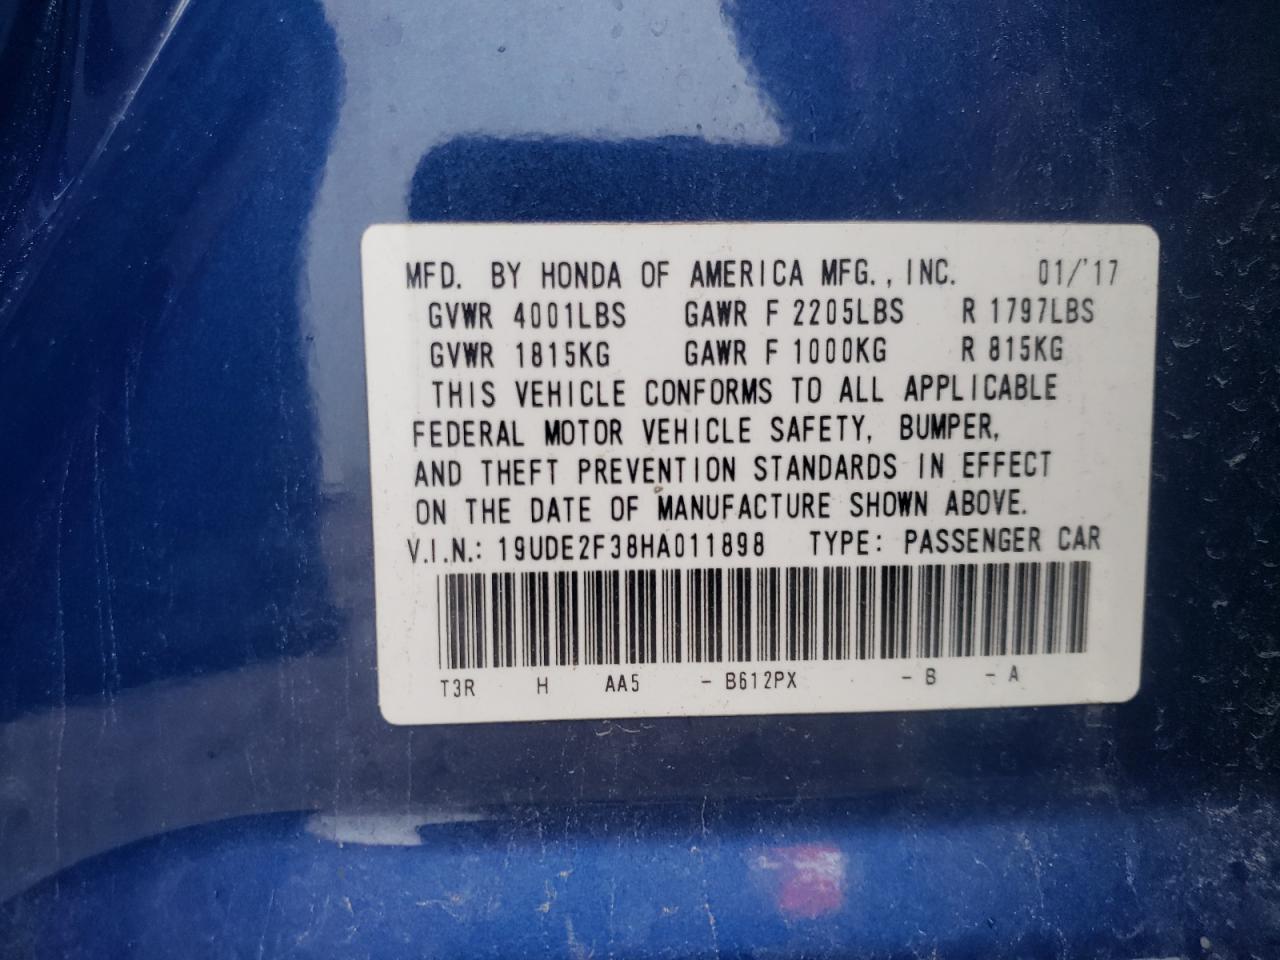 MFD. BY HONDA OF AMERICA MFG., INC. 01/'17
GVWR 4001LBS GAWR F 2205LBS R 1797LBS
GVWR 1815KG GAWR F 1000KG R 815KG
THIS VEHICLE CONFORMS TO ALL APPLICABLE
FEDERAL MOTOR VEHICLE SAFETY, BUMPER,
AND THEFT PREVENTION STANDARDS IN EFFECT
ON THE DATE OF MANUFACTURE SHOWN ABOVE.
V.I.N.: 19UDE2F38HA011898 TYPE: PASSENGER CAR
T3R H AA5 - B612PX - B - A